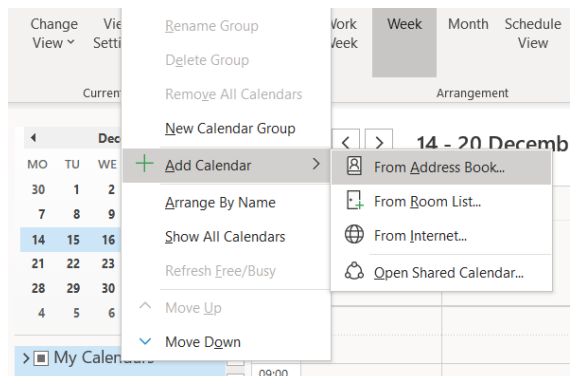 Change
View
Vie
Setti
Work
Week
Week
Month
Schedule
View
Current
Arrangement
Rename Group
Delete Group
Remove All Calendars
New Calendar Group
Add Calendar
Arrange By Name
Show All Calendars
Refresh Free/Busy
Move Up
Move Down
From Address Book...
From Room List...
From Internet...
Open Shared Calendar...
14 - 20 Decemb
Dec
MO TU WE
30 1 2
7 8 9
14 15 16
21 22 23
28 29 30
4 5 6
My Calendars
09:00